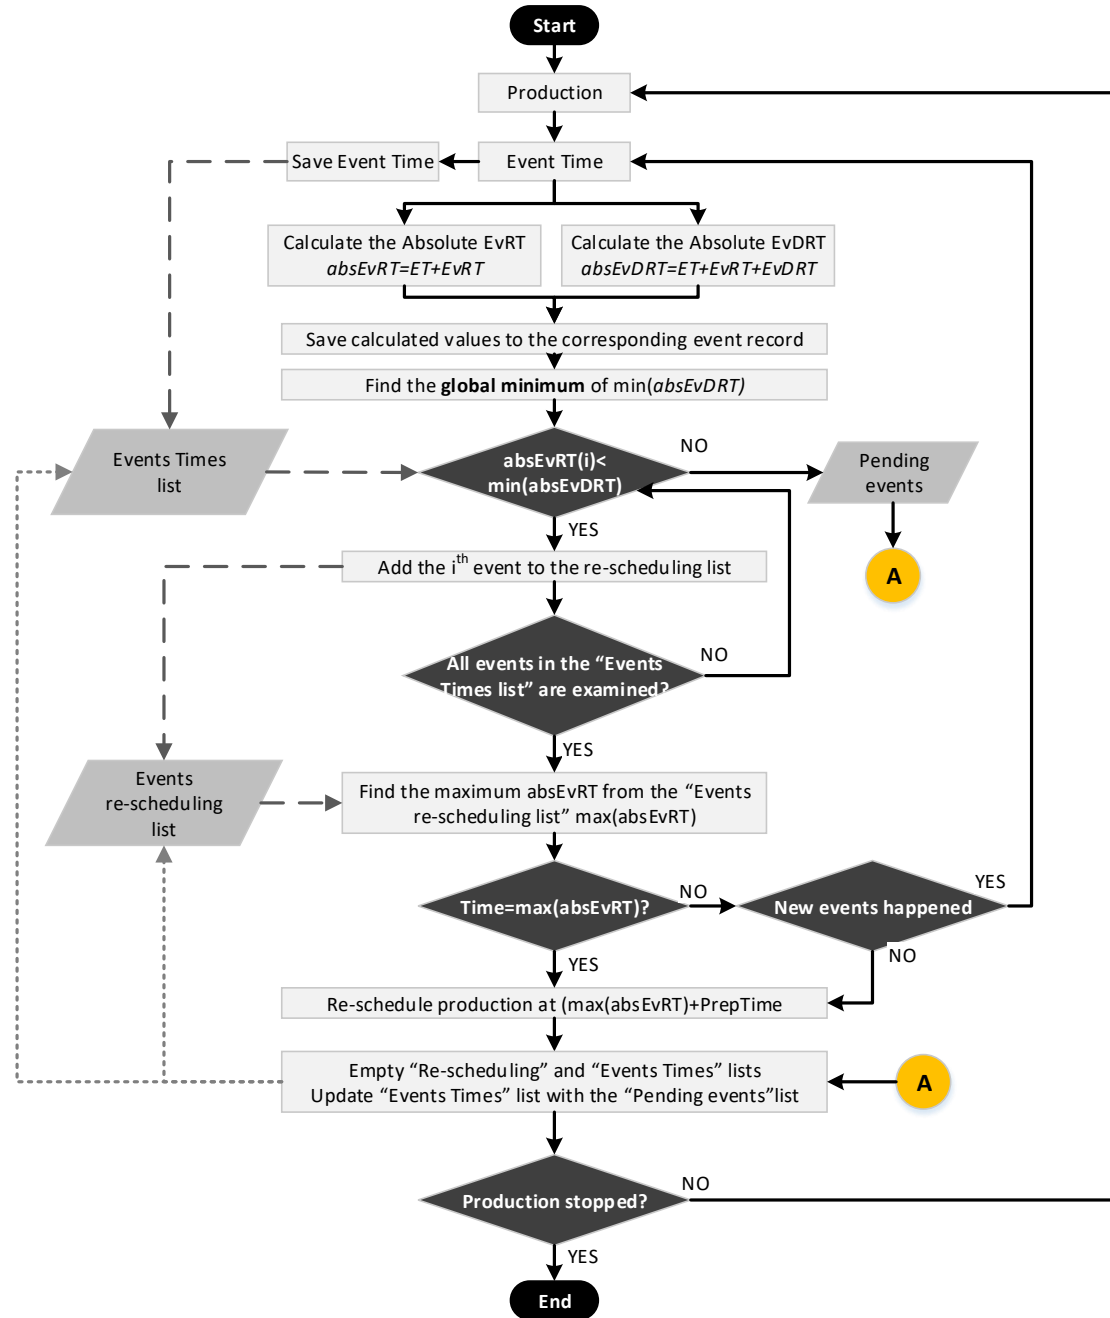 Start
Production
Save Event Time
Event Time
Calculate the Absolute EvRT
absEvRT=ET+EvRT
Calculate the Absolute EvDRT
absEvDRT=ET+EvRT+EvDRT
Save calculated values to the corresponding event record
Find the global minimum of min(absEvDRT)
Events Times
list
absEvRT(i)<
min(absEvDRT)
NO
Pending
events
YES
A
Add the ith event to the re-scheduling list
All events in the “Events
Times list” are examined?
NO
YES
Events
re-scheduling
list
Find the maximum absEvRT from the “Events
re-scheduling list” max(absEvRT)
Time=max(absEvRT)?
NO
New events happened
YES
YES
NO
Re-schedule production at (max(absEvRT)+PrepTime
Empty “Re-scheduling” and “Events Times” lists
Update “Events Times” list with the “Pending events”list
A
Production stopped?
NO
YES
End